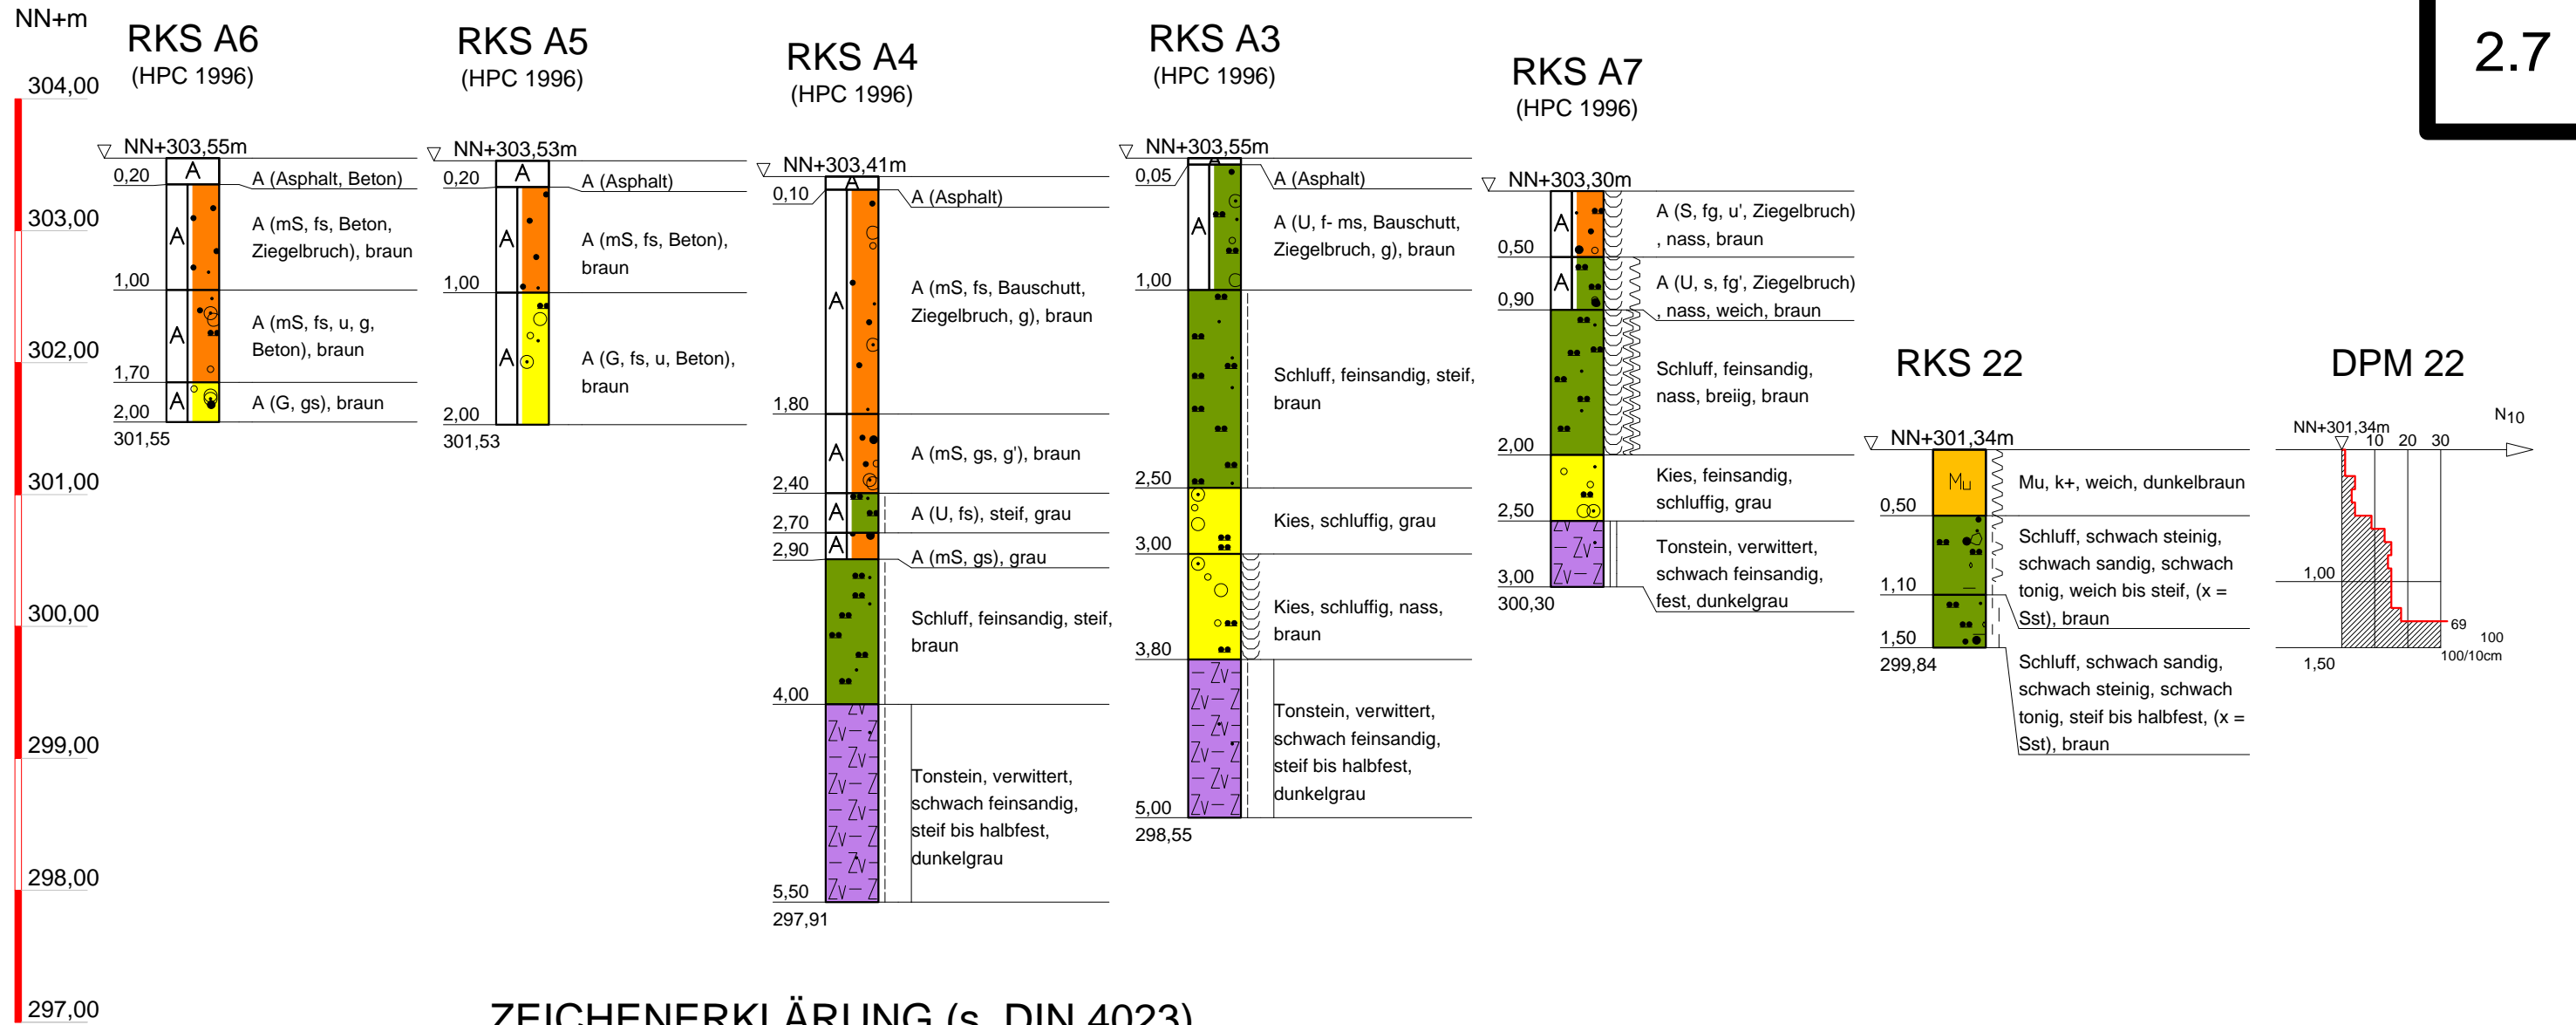 NN+m
304,00
303,00
302,00
301,00
300,00
299,00
298,00
297,00
2.7
RKS A6
(HPC 1996)
NN+303,55m
A
0,20
A (Asphalt, Beton)
A
A (mS, fs, Beton,
Ziegelbruch), braun
1,00
A
A (mS, fs, u, g,
Beton), braun
1,70
A
A (G, gs), braun
2,00
301,55
RKS A5
(HPC 1996)
NN+303,53m
A
0,20
A (Asphalt)
A
A (mS, fs, Beton),
braun
1,00
A
A (G, fs, u, Beton),
braun
2,00
301,53
RKS A4
(HPC 1996)
NN+303,41m
A
0,10
A (Asphalt)
A
A (mS, fs, Bauschutt,
Ziegelbruch, g), braun
1,80
A
A (mS, gs, g'), braun
2,40
A
A (U, fs), steif, grau
2,70
A
2,90
A (mS, gs), grau
Schluff, feinsandig, steif,
braun
4,00
Zv
Tonstein, verwittert,
schwach feinsandig,
steif bis halbfest,
dunkelgrau
5,50
297,91
RKS A3
(HPC 1996)
NN+303,55m
A
0,05
A (Asphalt)
A
A (U, f- ms, Bauschutt,
Ziegelbruch, g), braun
1,00
Schluff, feinsandig, steif,
braun
2,50
Kies, schluffig, grau
3,00
Kies, schluffig, nass,
braun
3,80
Zv
Tonstein, verwittert,
schwach feinsandig,
steif bis halbfest,
dunkelgrau
5,00
298,55
RKS A7
(HPC 1996)
NN+303,30m
A
A (S, fg, u', Ziegelbruch)
, nass, braun
0,50
A
A (U, s, fg', Ziegelbruch)
, nass, weich, braun
0,90
Schluff, feinsandig,
nass, breiig, braun
2,00
Kies, feinsandig,
schluffig, grau
2,50
Zv
Tonstein, verwittert,
schwach feinsandig,
fest, dunkelgrau
3,00
300,30
RKS 22
NN+301,34m
Mu
Mu, k+, weich, dunkelbraun
0,50
Schluff, schwach steinig,
schwach sandig, schwach
tonig, weich bis steif, (x =
Sst), braun
1,10
1,50
299,84
Schluff, schwach sandig,
schwach steinig, schwach
tonig, steif bis halbfest, (x =
Sst), braun
DPM 22
NN+301,34m
10 20 30
N10
1,00
69
100
100/10cm
1,50
ZEICHENERKLÄRUNG (s. DIN 4023)